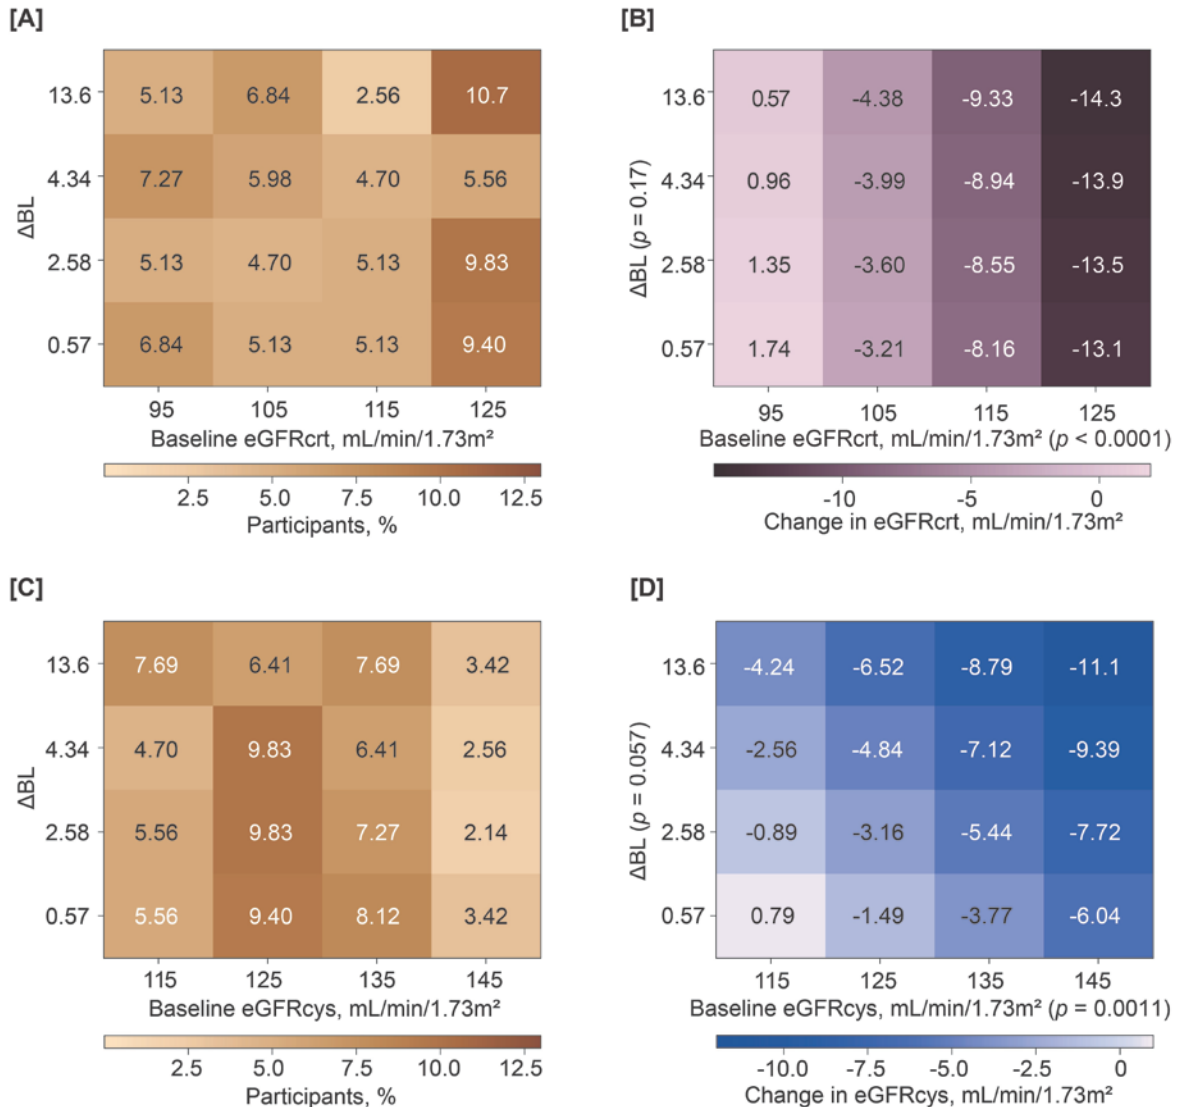 [A]
13.6 5.13 6.84 2.56 10.7
4.34 7.27 5.98 4.70 5.56
2.58 5.13 4.70 5.13 9.83
0.57 6.84 5.13 5.13 9.40
ΔBL
95 105 115 125
Baseline eGFRcrt, mL/min/1.73m²
2.5 5.0 7.5 10.0 12.5
Participants, %
[B]
13.6 0.57 -4.38 -9.33 -14.3
4.34 0.96 -3.99 -8.94 -13.9
2.58 1.35 -3.60 -8.55 -13.5
0.57 1.74 -3.21 -8.16 -13.1
ΔBL (p = 0.17)
95 105 115 125
Baseline eGFRcrt, mL/min/1.73m² (p < 0.0001)
-10 -5 0
Change in eGFRcrt, mL/min/1.73m²
[C]
13.6 7.69 6.41 7.69 3.42
4.34 4.70 9.83 6.41 2.56
2.58 5.56 9.83 7.27 2.14
0.57 5.56 9.40 8.12 3.42
ΔBL
115 125 135 145
Baseline eGFRcys, mL/min/1.73m²
2.5 5.0 7.5 10.0 12.5
Participants, %
[D]
13.6 -4.24 -6.52 -8.79 -11.1
4.34 -2.56 -4.84 -7.12 -9.39
2.58 -0.89 -3.16 -5.44 -7.72
0.57 0.79 -1.49 -3.77 -6.04
ΔBL (p = 0.057)
115 125 135 145
Baseline eGFRcys, mL/min/1.73m² (p = 0.0011)
-10.0 -7.5 -5.0 -2.5 0.0
Change in eGFRcys, mL/min/1.73m²